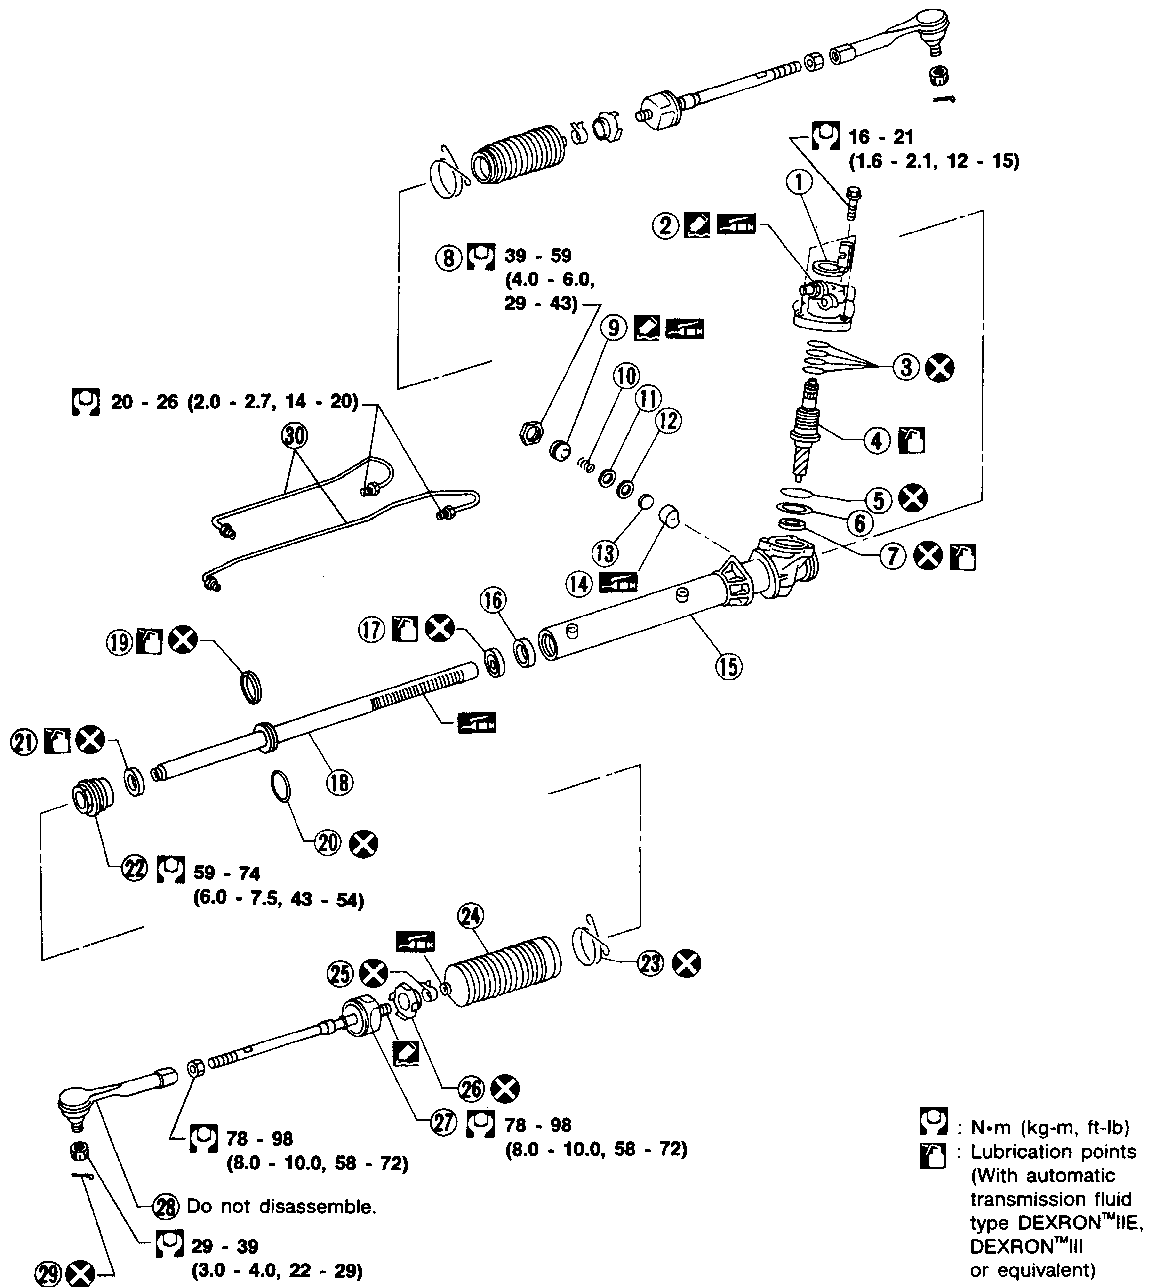 16 - 21
(1.6 - 2.1, 12 - 15)
1
2
8 39 - 59
(4.0 - 6.0,
29 - 43)
9
3
10
11
20 - 26 (2.0 - 2.7, 14 - 20)
12
30
4
5
6
13
7
14
16
17
19
15
21
18
20
22 59 - 74
(6.0 - 7.5, 43 - 54)
24
23
25
26
27 78 - 98
(8.0 - 10.0, 58 - 72)
78 - 98
(8.0 - 10.0, 58 - 72)
28 Do not disassemble.
29 - 39
(3.0 - 4.0, 22 - 29)
29
: N•m (kg-m, ft-lb)
: Lubrication points
(With automatic
transmission fluid
type DEXRON™IIE,
DEXRON™III
or equivalent)